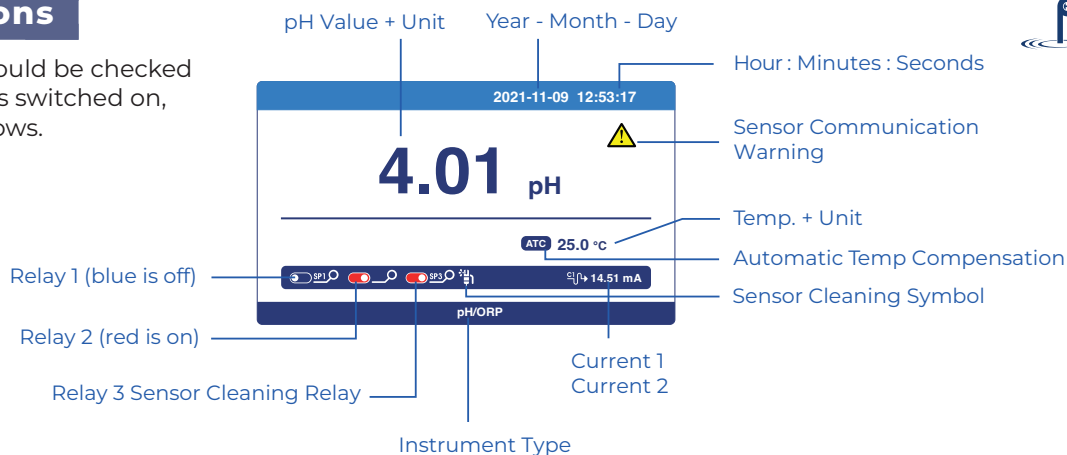 ons
pH Value + Unit
Year - Month - Day
ould be checked
s switched on,
ows.
Hour : Minutes : Seconds
2021-11-09 12:53:17
Sensor Communication
Warning
4.01 pH
Temp. + Unit
ATC 25.0 °C
Automatic Temp Compensation
Relay 1 (blue is off)
SP1
SP3
14.51 mA
Sensor Cleaning Symbol
pH/ORP
Relay 2 (red is on)
Current 1
Current 2
Relay 3 Sensor Cleaning Relay
Instrument Type